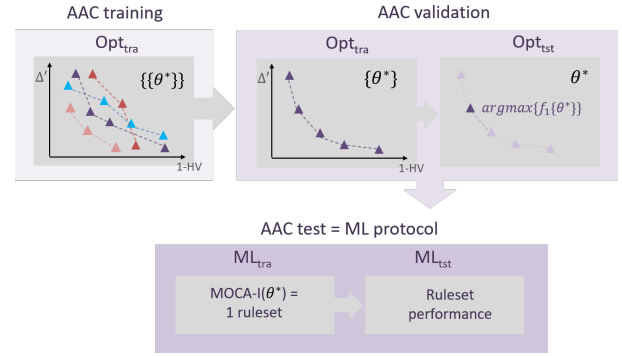 AAC training
AAC validation
Opt_tra
Opt_tra
Opt_tst
Δ′
{{θ*}}
1-HV
Δ′
{θ*}
1-HV
θ*
argmax{f₁{θ*}}
AAC test = ML protocol
ML_tra
ML_tst
MOCA-I(θ*) =
1 ruleset
Ruleset
performance